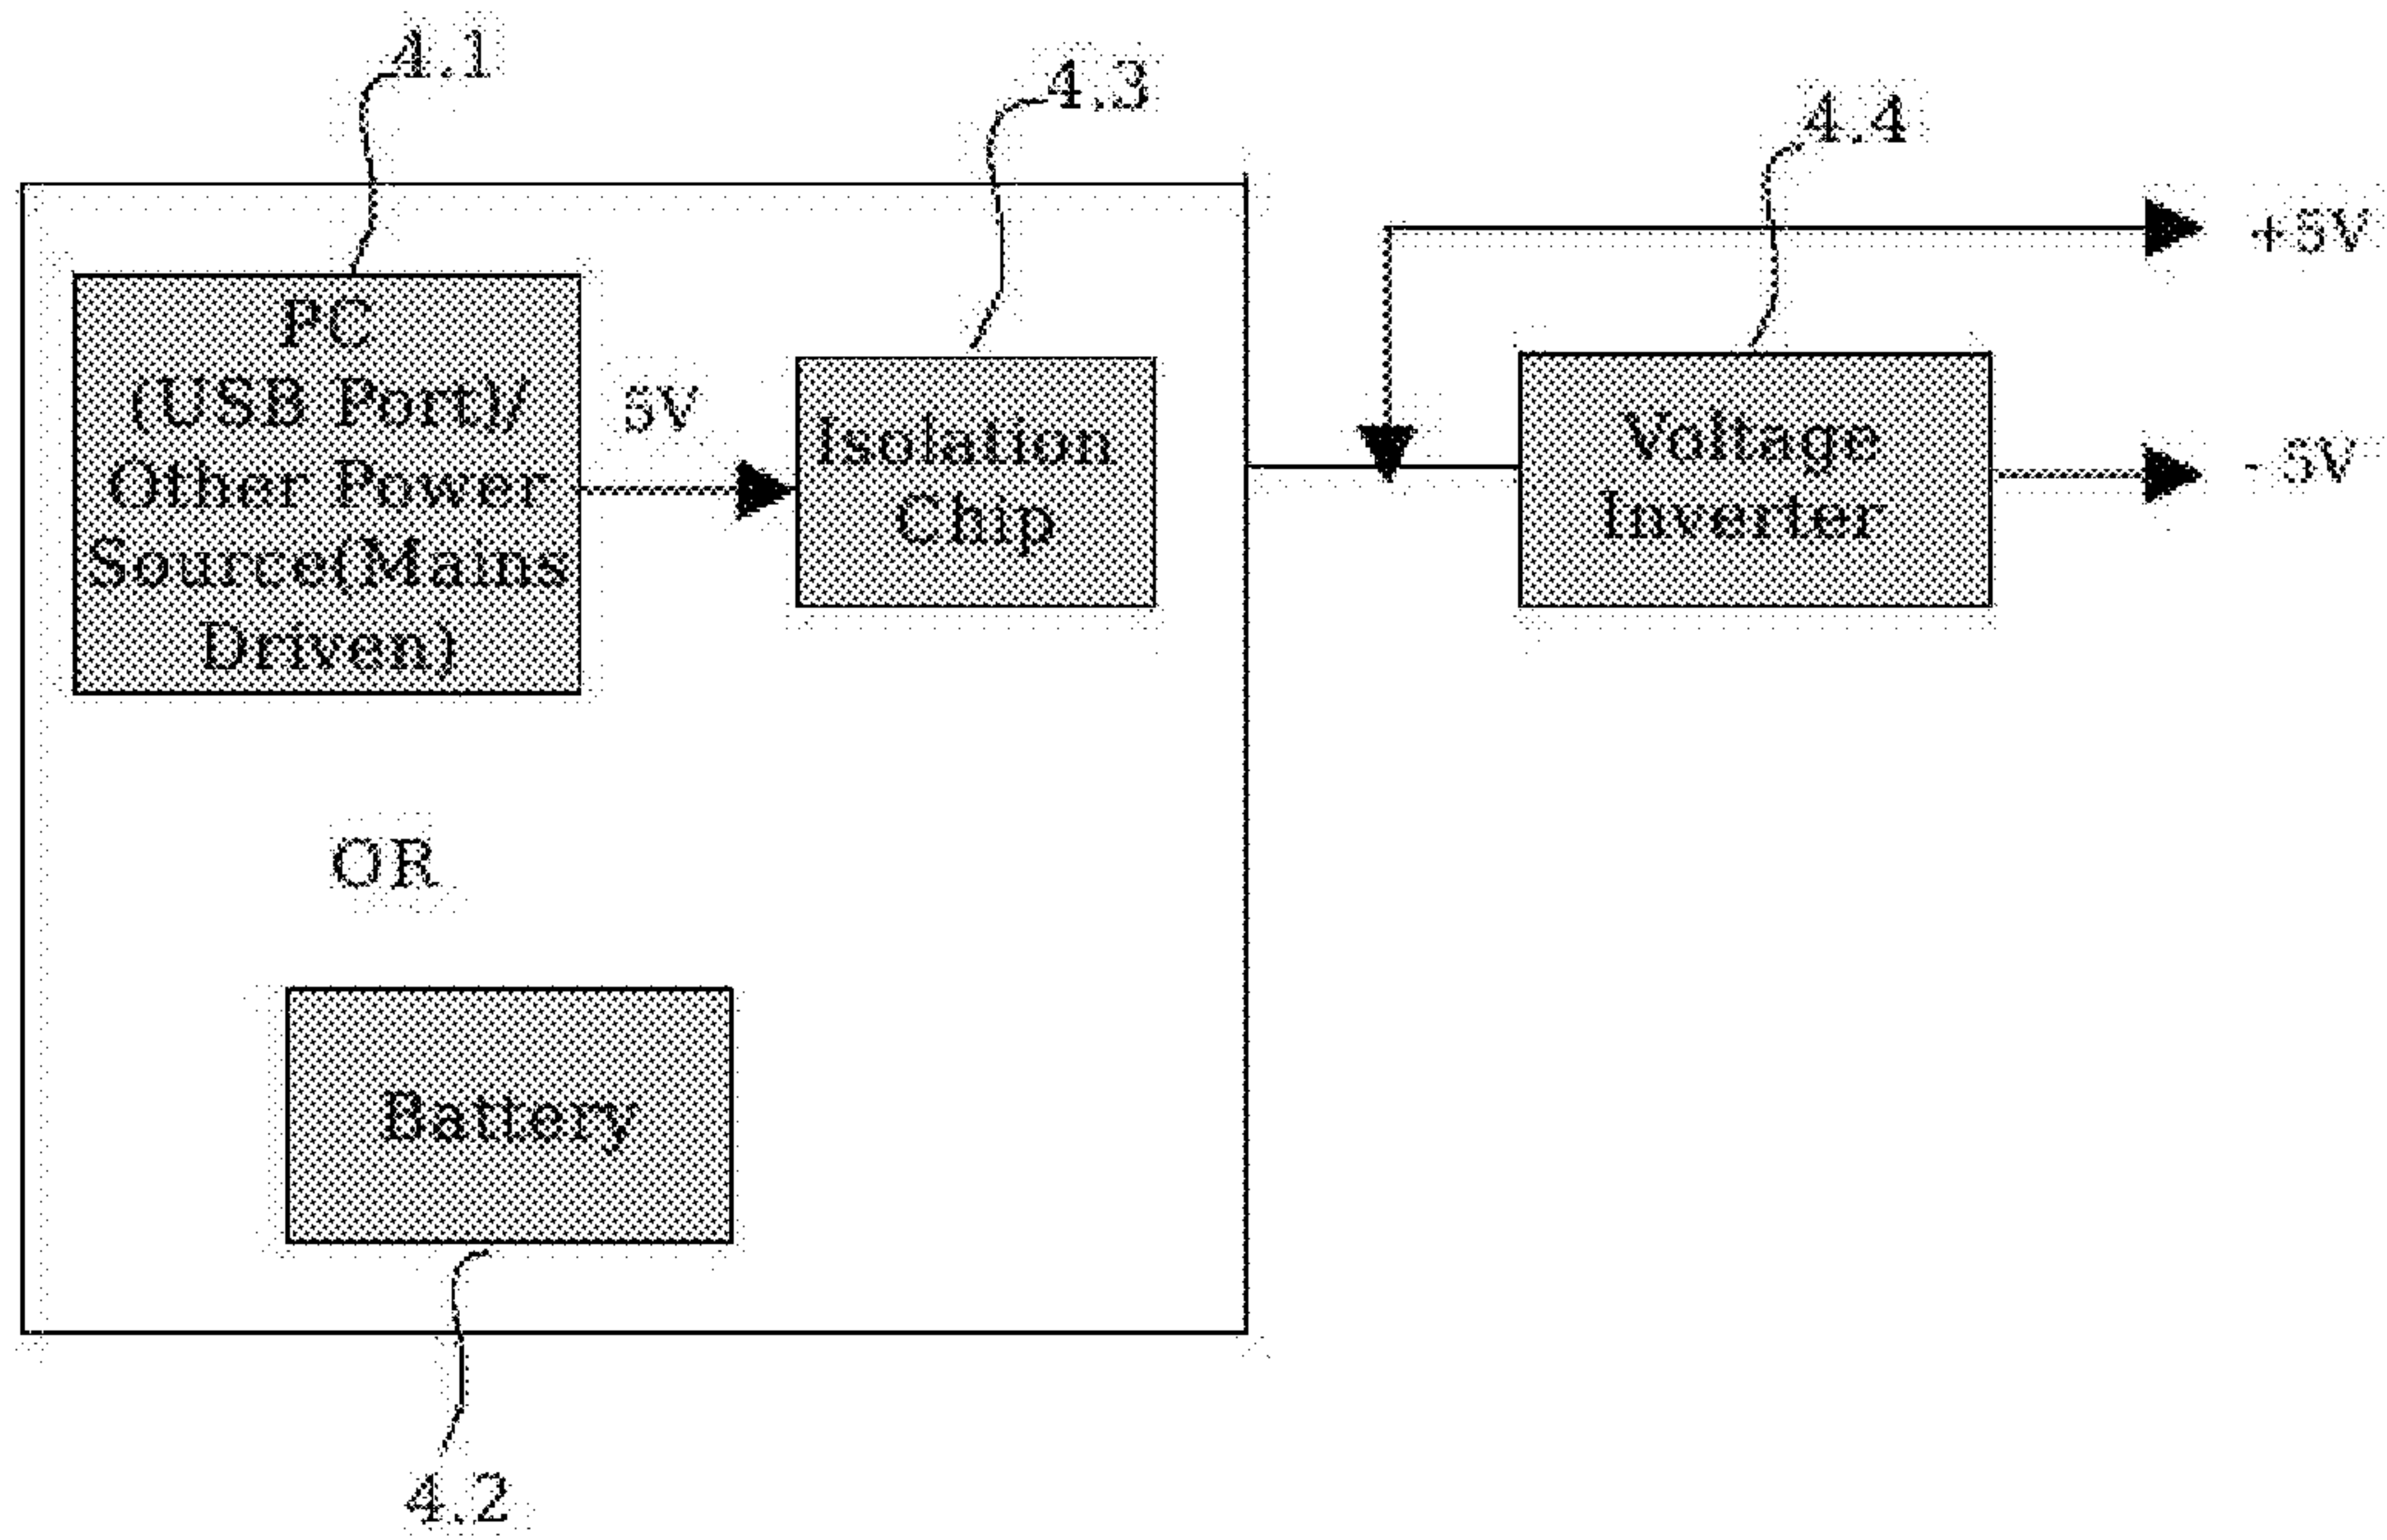 4.1
4.3
4.4
+5V
PC
(USB Port)/
Other Power
Source(Mains
Driven)
5V
Isolation
Chip
Voltage
Inverter
-5V
OR
Battery
4.2